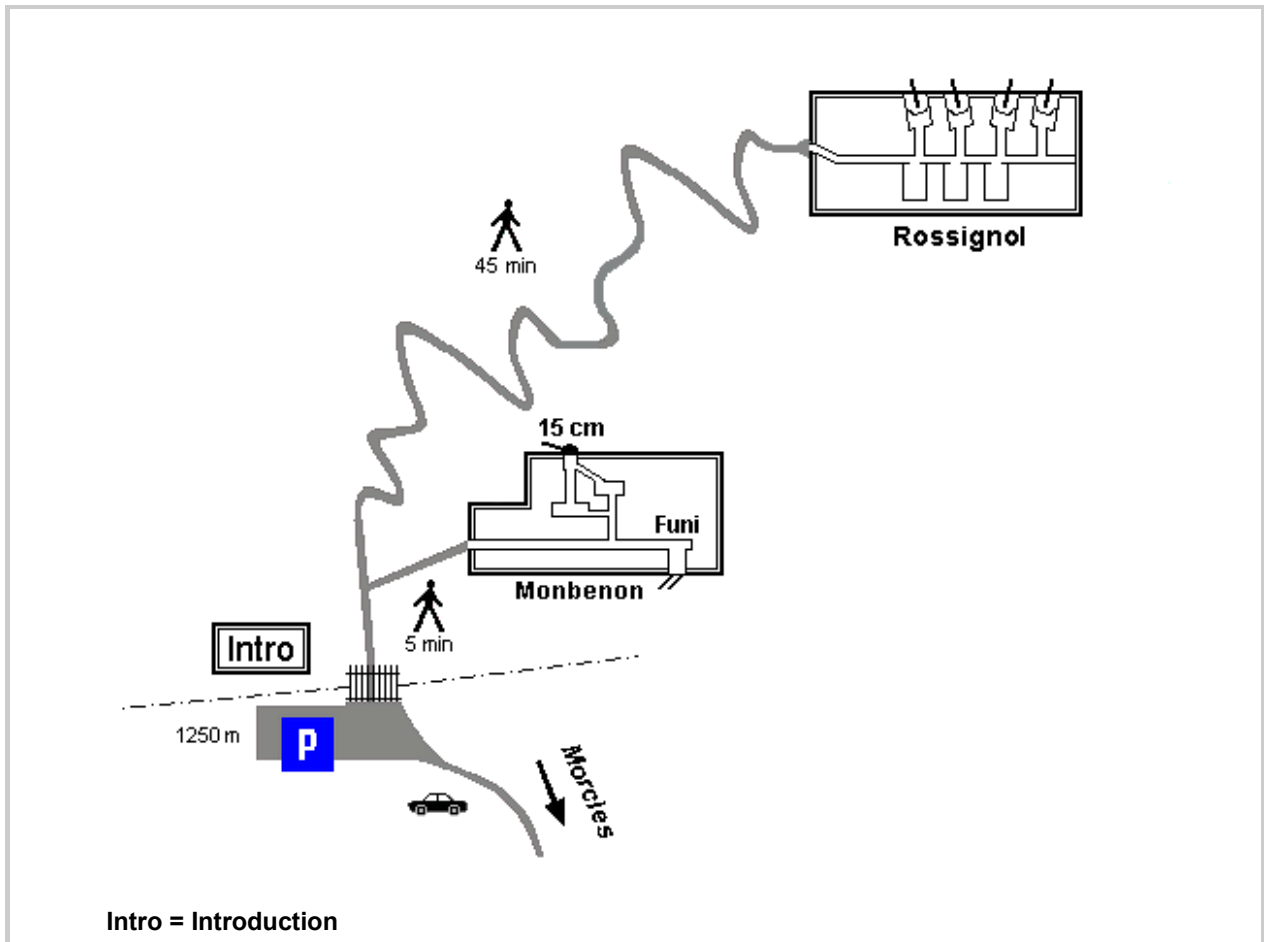 Rossignol
45 min
15 cm
Funi
Monbenon
5 min
Intro
1250 m
P
Morcles
Intro = Introduction